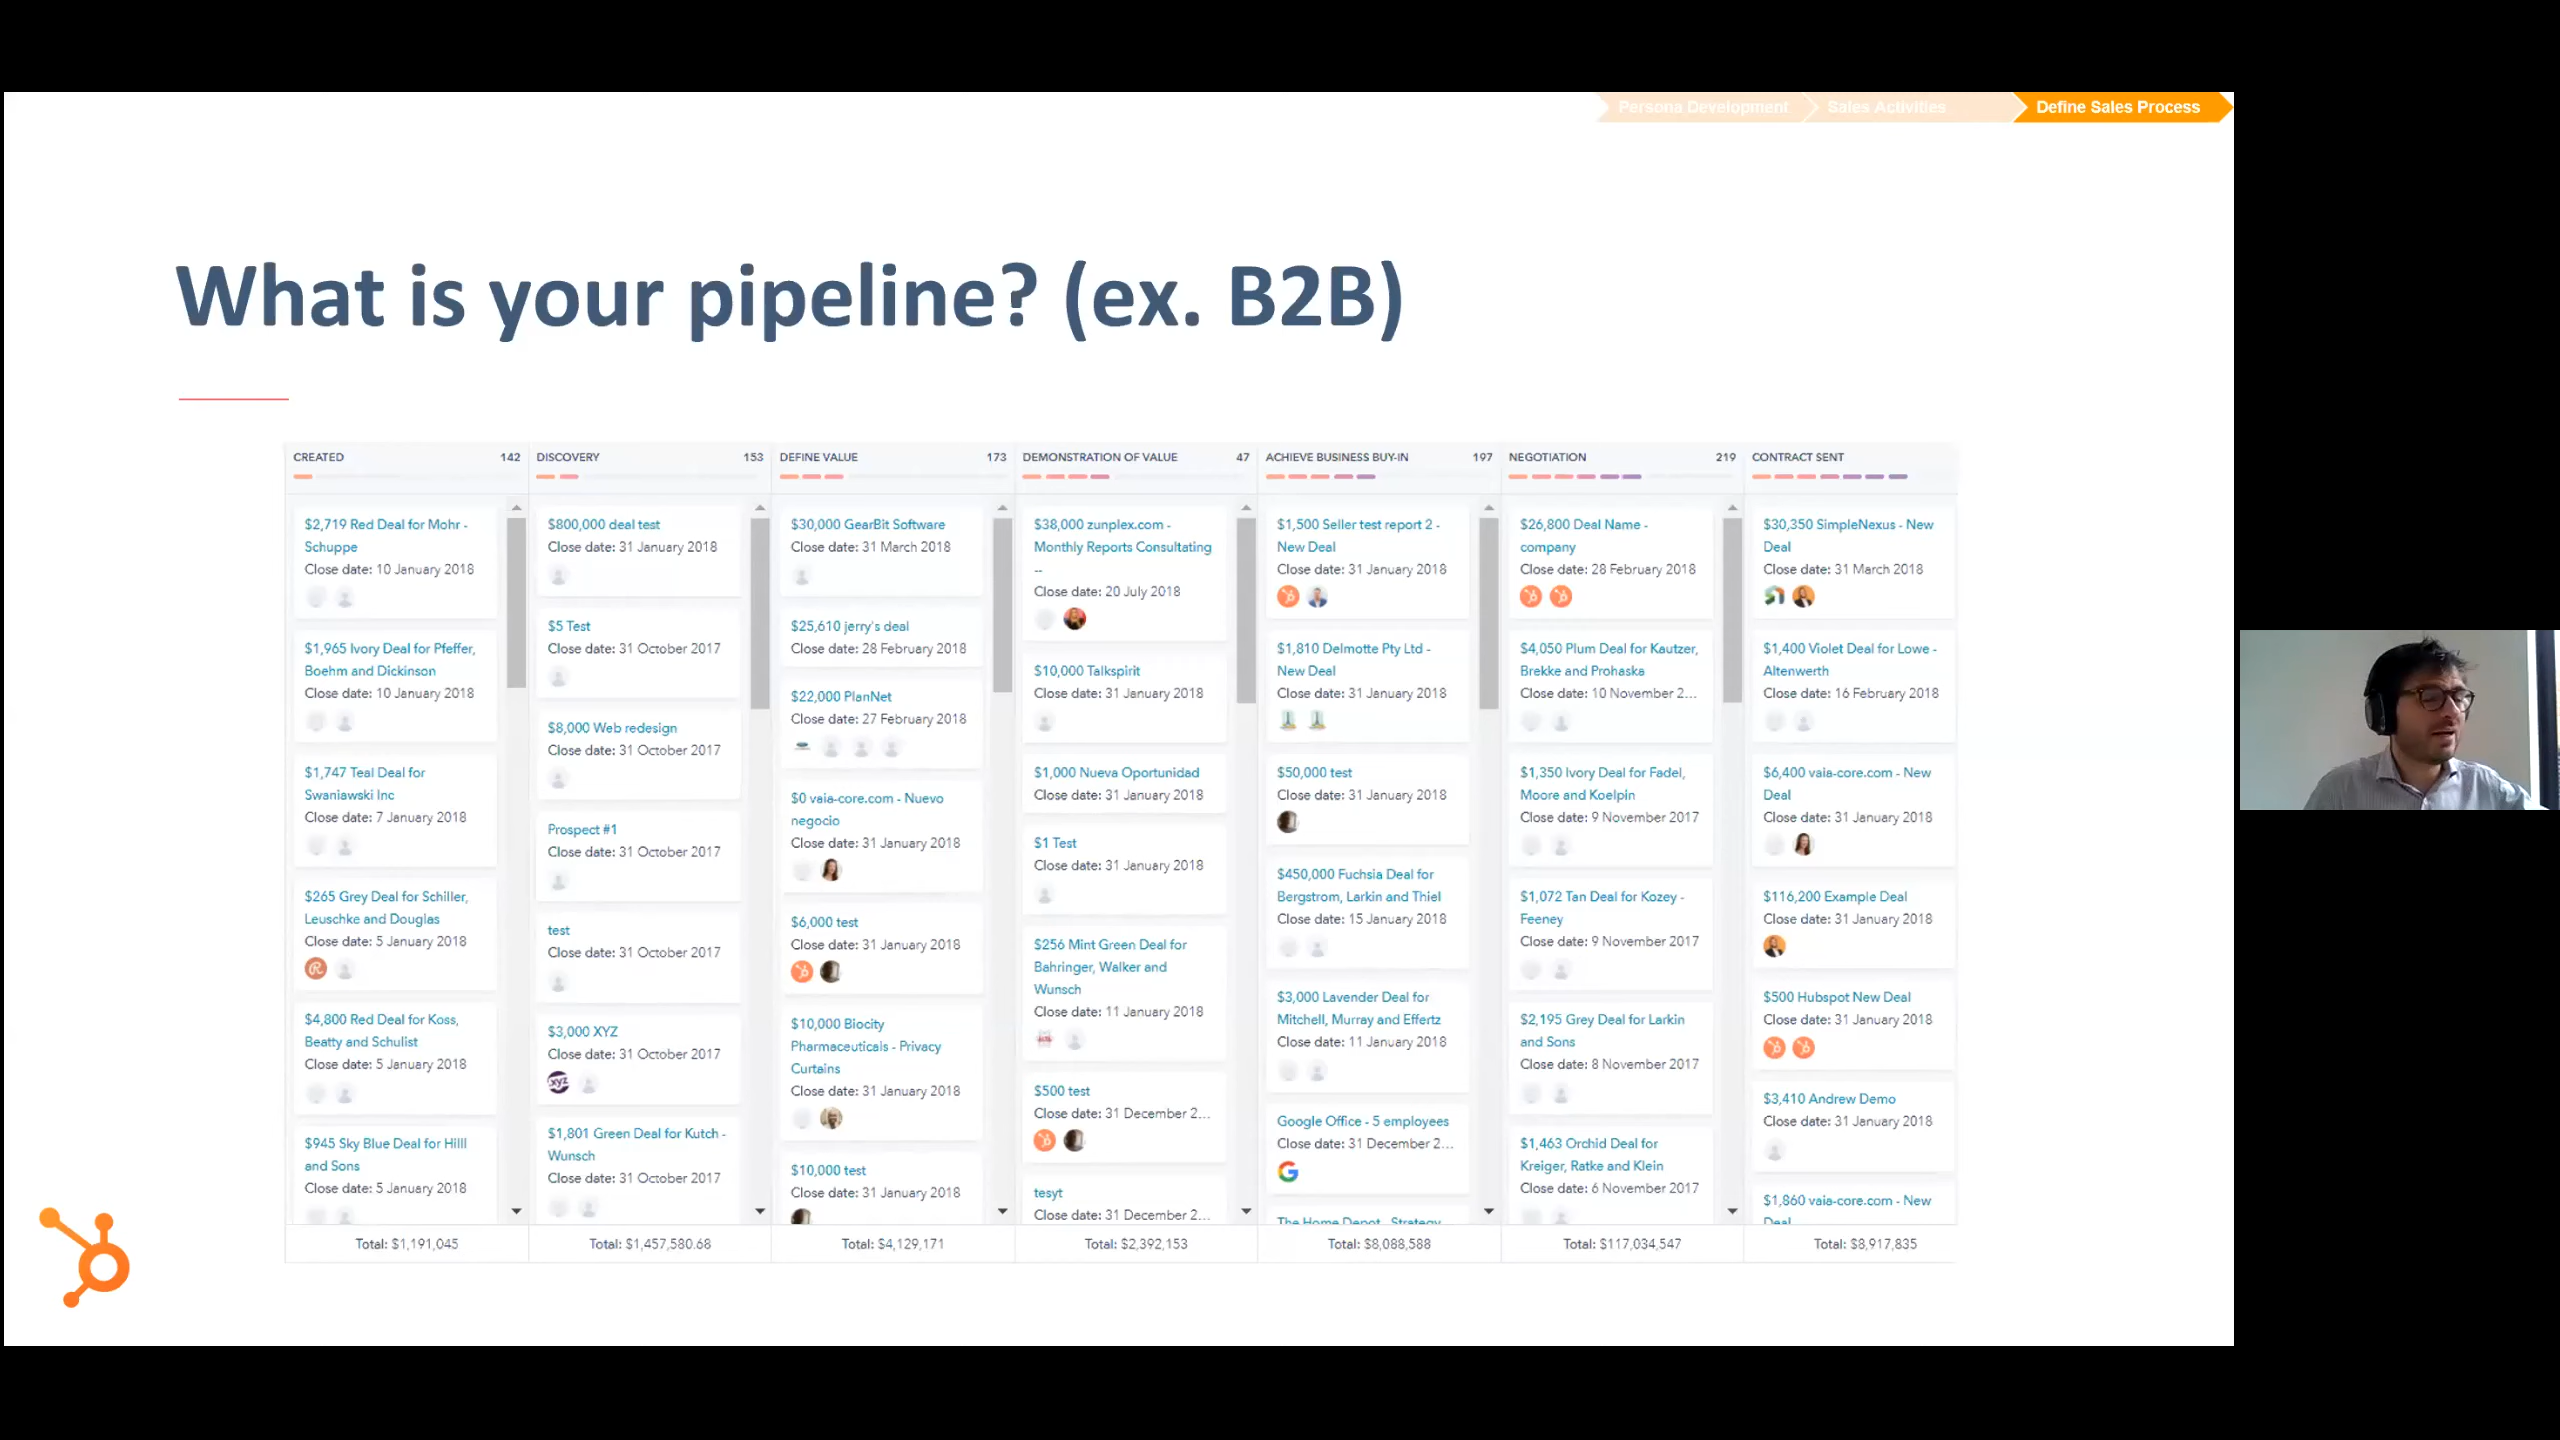 Persona Development
Sales Activities
Define Sales Process
What is your pipeline? (ex. B2B)
CREATED 142
$2,719 Red Deal for Mohr -
Schuppe
Close date: 10 January 2018
$1,965 Ivory Deal for Pfeffer,
Boehm and Dickinson
Close date: 10 January 2018
$1,747 Teal Deal for
Swaniawski Inc
Close date: 7 January 2018
$265 Grey Deal for Schiller,
Leuschke and Douglas
Close date: 5 January 2018
$4,800 Red Deal for Koss,
Beatty and Schulist
Close date: 5 January 2018
$945 Sky Blue Deal for Hilll
and Sons
Close date: 5 January 2018
Total: $1,191,045
DISCOVERY 153
$800,000 deal test
Close date: 31 January 2018
$5 Test
Close date: 31 October 2017
$8,000 Web redesign
Close date: 31 October 2017
Prospect #1
Close date: 31 October 2017
test
Close date: 31 October 2017
$3,000 XYZ
Close date: 31 October 2017
xyz
$1,801 Green Deal for Kutch -
Wunsch
Close date: 31 October 2017
Total: $1,457,580.68
DEFINE VALUE 173
$30,000 GearBit Software
Close date: 31 March 2018
$25,610 jerry's deal
Close date: 28 February 2018
$22,000 PlanNet
Close date: 27 February 2018
$0 vaia-core.com - Nuevo
negocio
Close date: 31 January 2018
$6,000 test
Close date: 31 January 2018
$10,000 Biocity
Pharmaceuticals - Privacy
Curtains
Close date: 31 January 2018
$10,000 test
Close date: 31 January 2018
Total: $4,129,171
DEMONSTRATION OF VALUE 47
$38,000 zunplex.com -
Monthly Reports Consultating
--
Close date: 20 July 2018
$10,000 Talkspirit
Close date: 31 January 2018
$1,000 Nueva Oportunidad
Close date: 31 January 2018
$1 Test
Close date: 31 January 2018
$256 Mint Green Deal for
Bahringer, Walker and
Wunsch
Close date: 11 January 2018
$500 test
Close date: 31 December 2...
tesyt
Close date: 31 December 2...
Total: $2,392,153
ACHIEVE BUSINESS BUY-IN 197
$1,500 Seller test report 2 -
New Deal
Close date: 31 January 2018
$1,810 Delmotte Pty Ltd -
New Deal
Close date: 31 January 2018
$50,000 test
Close date: 31 January 2018
$450,000 Fuchsia Deal for
Bergstrom, Larkin and Thiel
Close date: 15 January 2018
$3,000 Lavender Deal for
Mitchell, Murray and Effertz
Close date: 11 January 2018
Google Office - 5 employees
Close date: 31 December 2...
The Home Depot - Strategy
Total: $8,088,588
NEGOTIATION 219
$26,800 Deal Name -
company
Close date: 28 February 2018
$4,050 Plum Deal for Kautzer,
Brekke and Prohaska
Close date: 10 November 2...
$1,350 Ivory Deal for Fadel,
Moore and Koelpin
Close date: 9 November 2017
$1,072 Tan Deal for Kozey -
Feeney
Close date: 9 November 2017
$2,195 Grey Deal for Larkin
and Sons
Close date: 8 November 2017
$1,463 Orchid Deal for
Kreiger, Ratke and Klein
Close date: 6 November 2017
Total: $117,034,547
CONTRACT SENT
$30,350 SimpleNexus - New
Deal
Close date: 31 March 2018
$1,400 Violet Deal for Lowe -
Altenwerth
Close date: 16 February 2018
$6,400 vaia-core.com - New
Deal
Close date: 31 January 2018
$116,200 Example Deal
Close date: 31 January 2018
$500 Hubspot New Deal
Close date: 31 January 2018
$3,410 Andrew Demo
Close date: 31 January 2018
$1,860 vaia-core.com - New
Deal
Total: $8,917,835